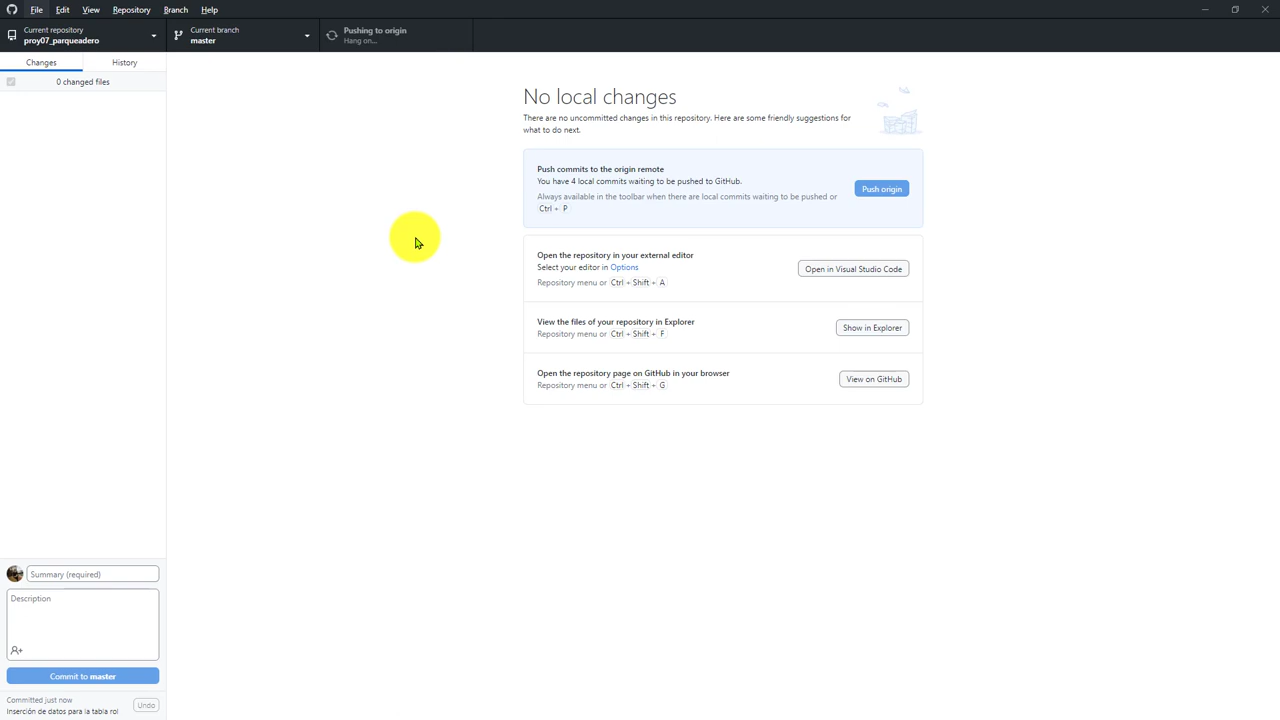 File Edit View Repository Branch Help
Current repository
proy07_parqueadero
Current branch
master
Pushing to origin
Hang on...
Changes History
0 changed files
No local changes
There are no uncommitted changes in this repository. Here are some friendly suggestions for
what to do next.
Push commits to the origin remote
You have 4 local commits waiting to be pushed to GitHub.
Always available in the toolbar when there are local commits waiting to be pushed or
Ctrl + P
Push origin
Open the repository in your external editor
Select your editor in Options
Repository menu or Ctrl + Shift + A
Open in Visual Studio Code
View the files of your repository in Explorer
Repository menu or Ctrl + Shift + F
Show in Explorer
Open the repository page on GitHub in your browser
Repository menu or Ctrl + Shift + G
View on GitHub
Summary (required)
Description
Commit to master
Committed just now
Inserción de datos para la tabla rol
Undo